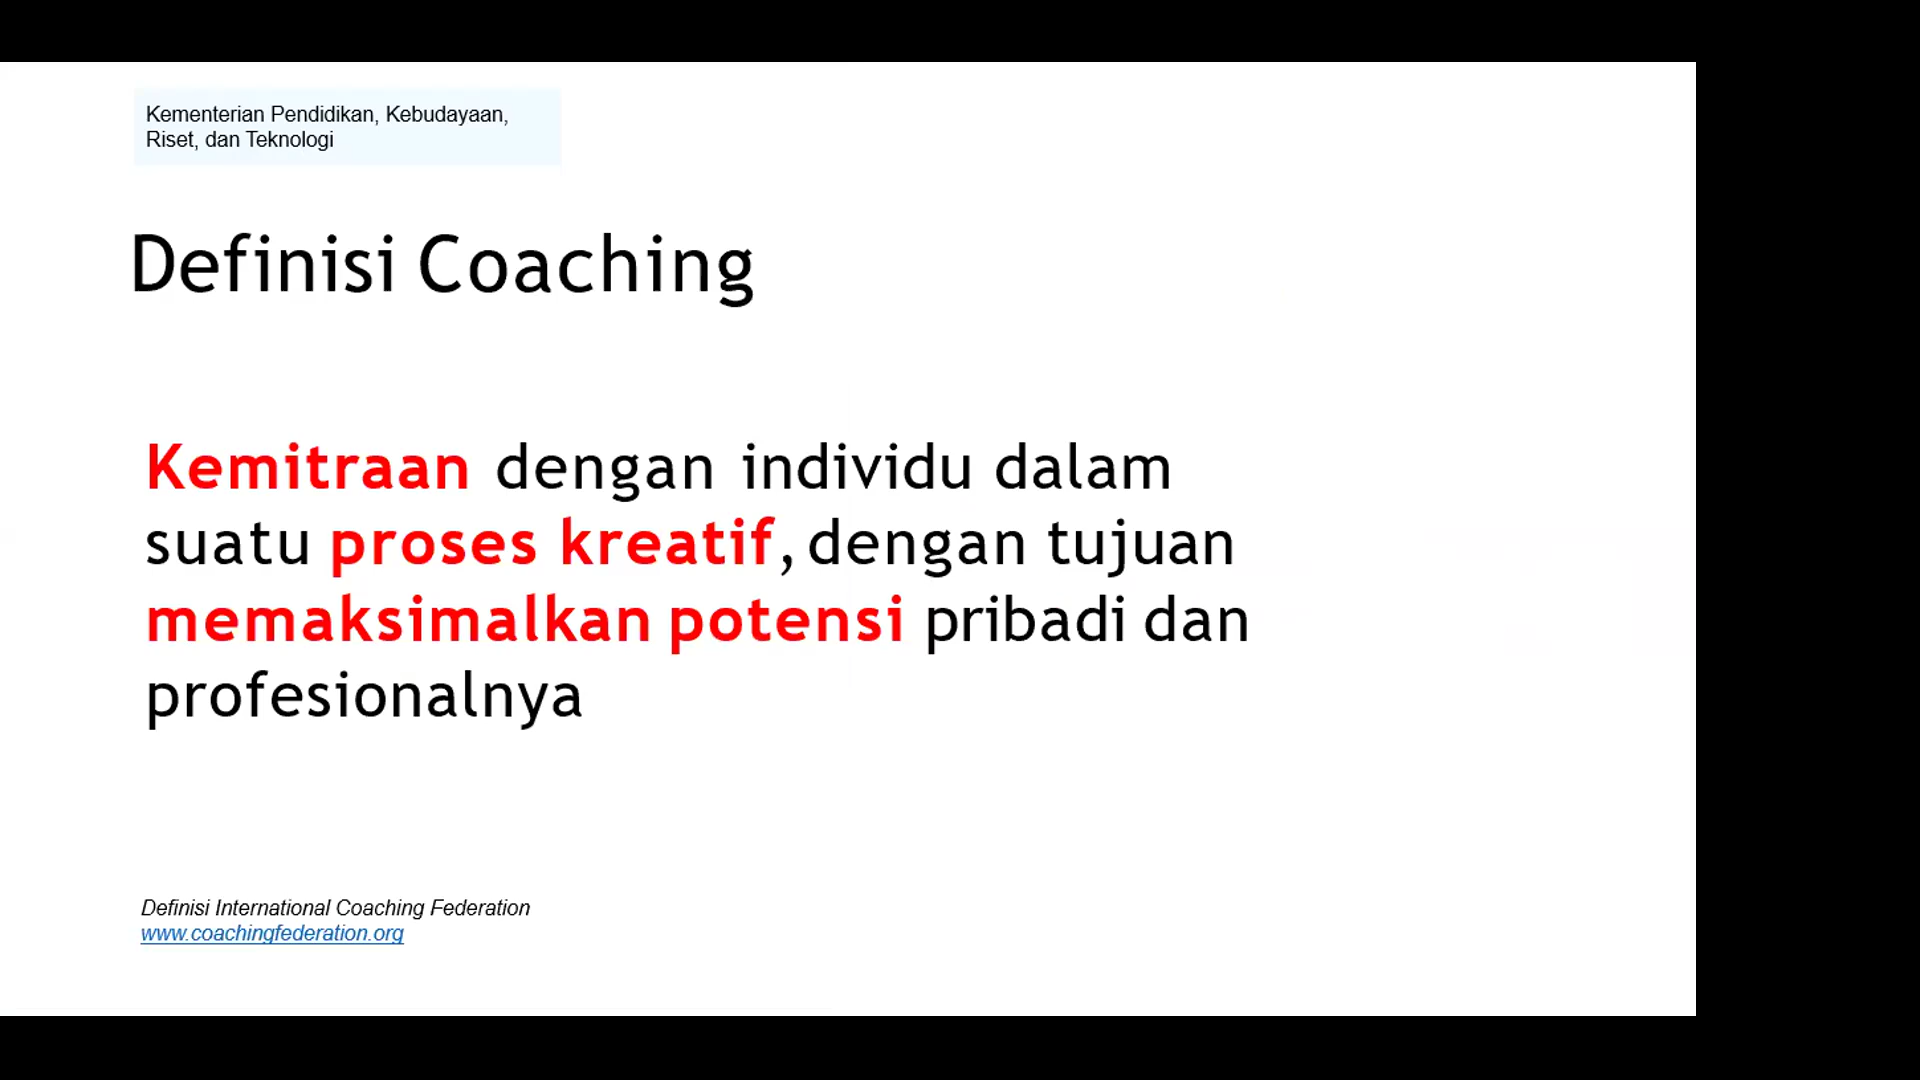 Kementerian Pendidikan, Kebudayaan,
Riset, dan Teknologi
Definisi Coaching
Kemitraan dengan individu dalam
suatu proses kreatif, dengan tujuan
memaksimalkan potensi pribadi dan
profesionalnya
Definisi International Coaching Federation
www.coachingfederation.org